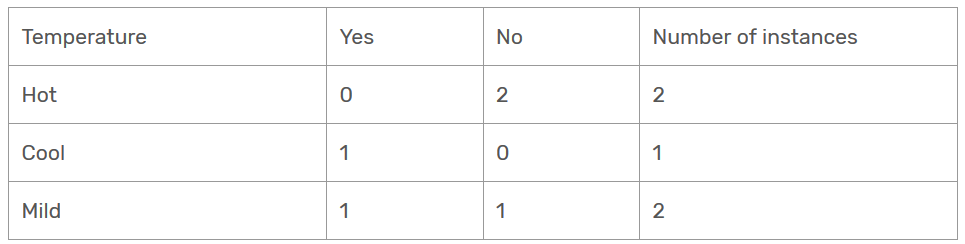 Temperature Yes No Number of instances
Hot 0 2 2
Cool 1 0 1
Mild 1 1 2